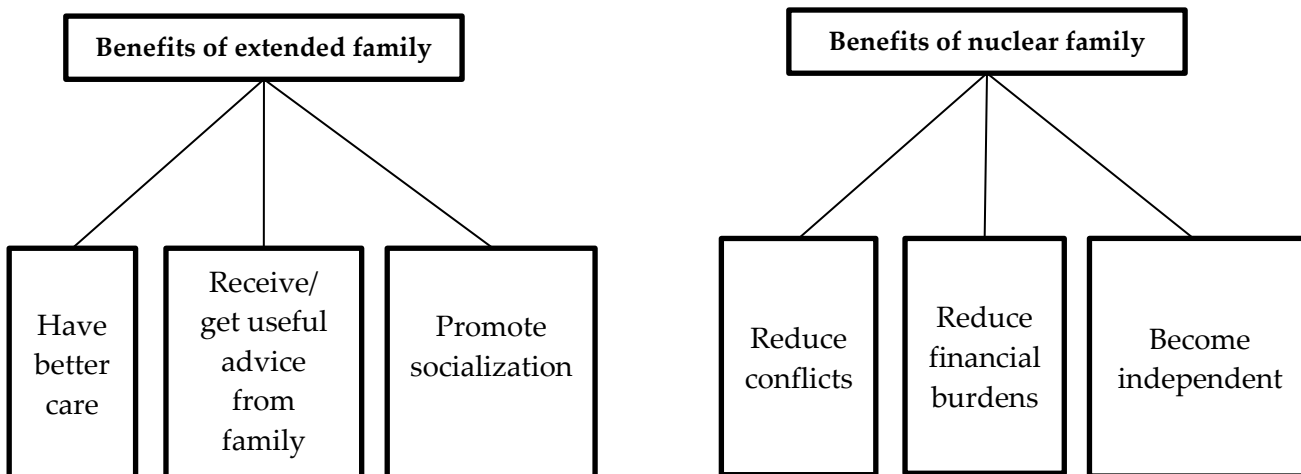 Benefits of extended family
Have
better
care
Receive/
get useful
advice
from
family
Promote
socialization
Benefits of nuclear family
Reduce
conflicts
Reduce
financial
burdens
Become
independent